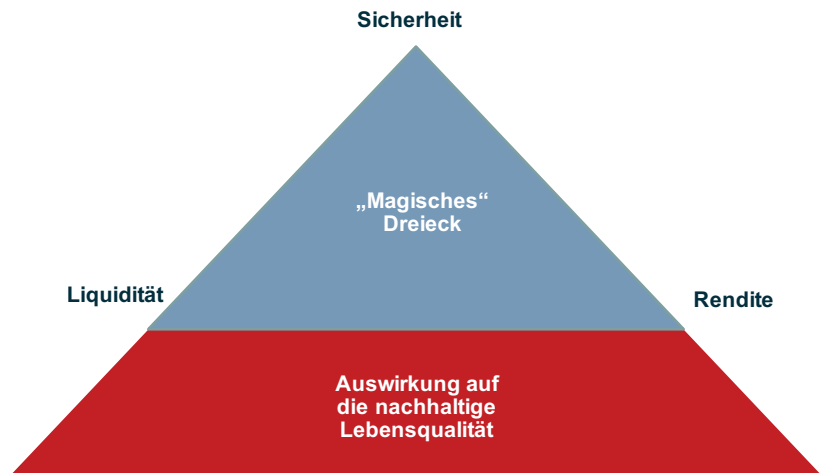 Sicherheit
„Magisches“
Dreieck
Liquidität
Rendite
Auswirkung auf
die nachhaltige
Lebensqualität